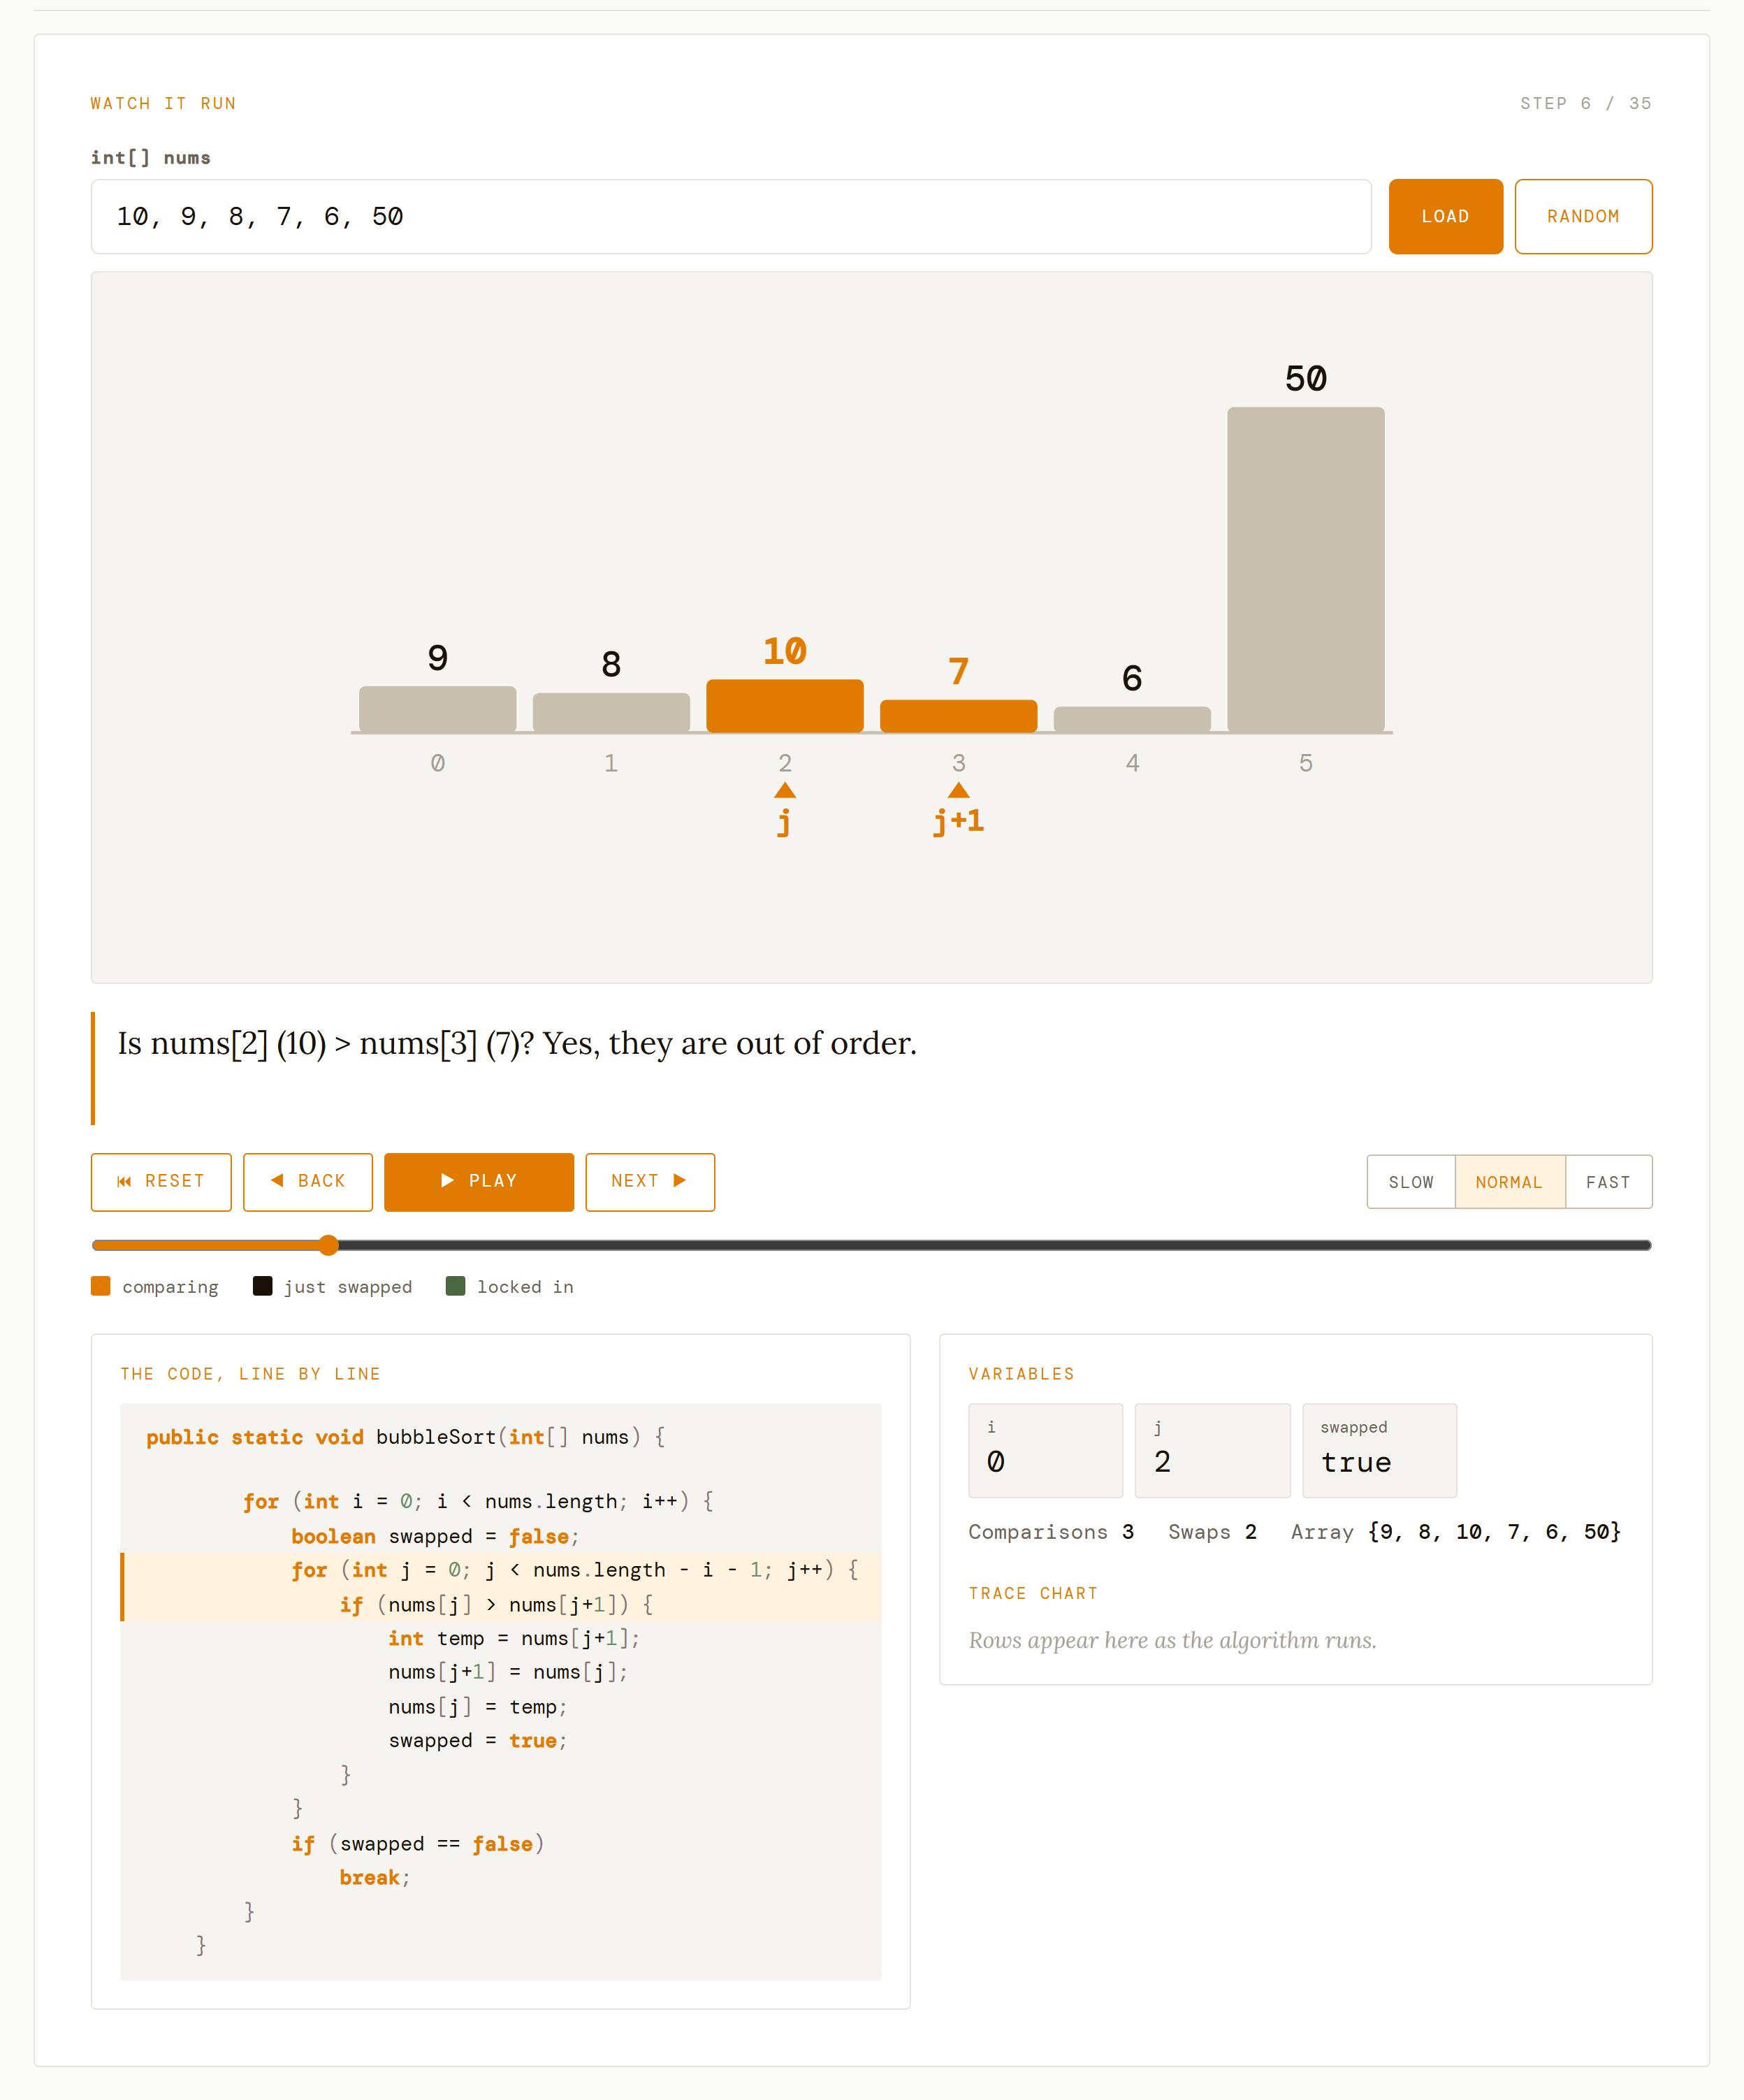 WATCH IT RUN
STEP 6 / 35
int[] nums
10, 9, 8, 7, 6, 50
LOAD
RANDOM
50
9
8
10
7
6
0
1
2
3
4
5
j
j+1
Is nums[2] (10) > nums[3] (7)? Yes, they are out of order.
⏮ RESET
◀ BACK
▶ PLAY
NEXT ▶
SLOW
NORMAL
FAST
comparing
just swapped
locked in
THE CODE, LINE BY LINE
public static void bubbleSort(int[] nums) {
for (int i = 0; i < nums.length; i++) {
boolean swapped = false;
for (int j = 0; j < nums.length - i - 1; j++) {
if (nums[j] > nums[j+1]) {
int temp = nums[j+1];
nums[j+1] = nums[j];
nums[j] = temp;
swapped = true;
}
}
if (swapped == false)
break;
}
}
VARIABLES
i
0
j
2
swapped
true
Comparisons 3 Swaps 2 Array {9, 8, 10, 7, 6, 50}
TRACE CHART
Rows appear here as the algorithm runs.